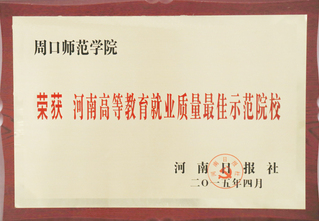 周口师范学院
荣获 河南高等教育就业质量最佳示范院校
河南日报社
二〇一五年四月